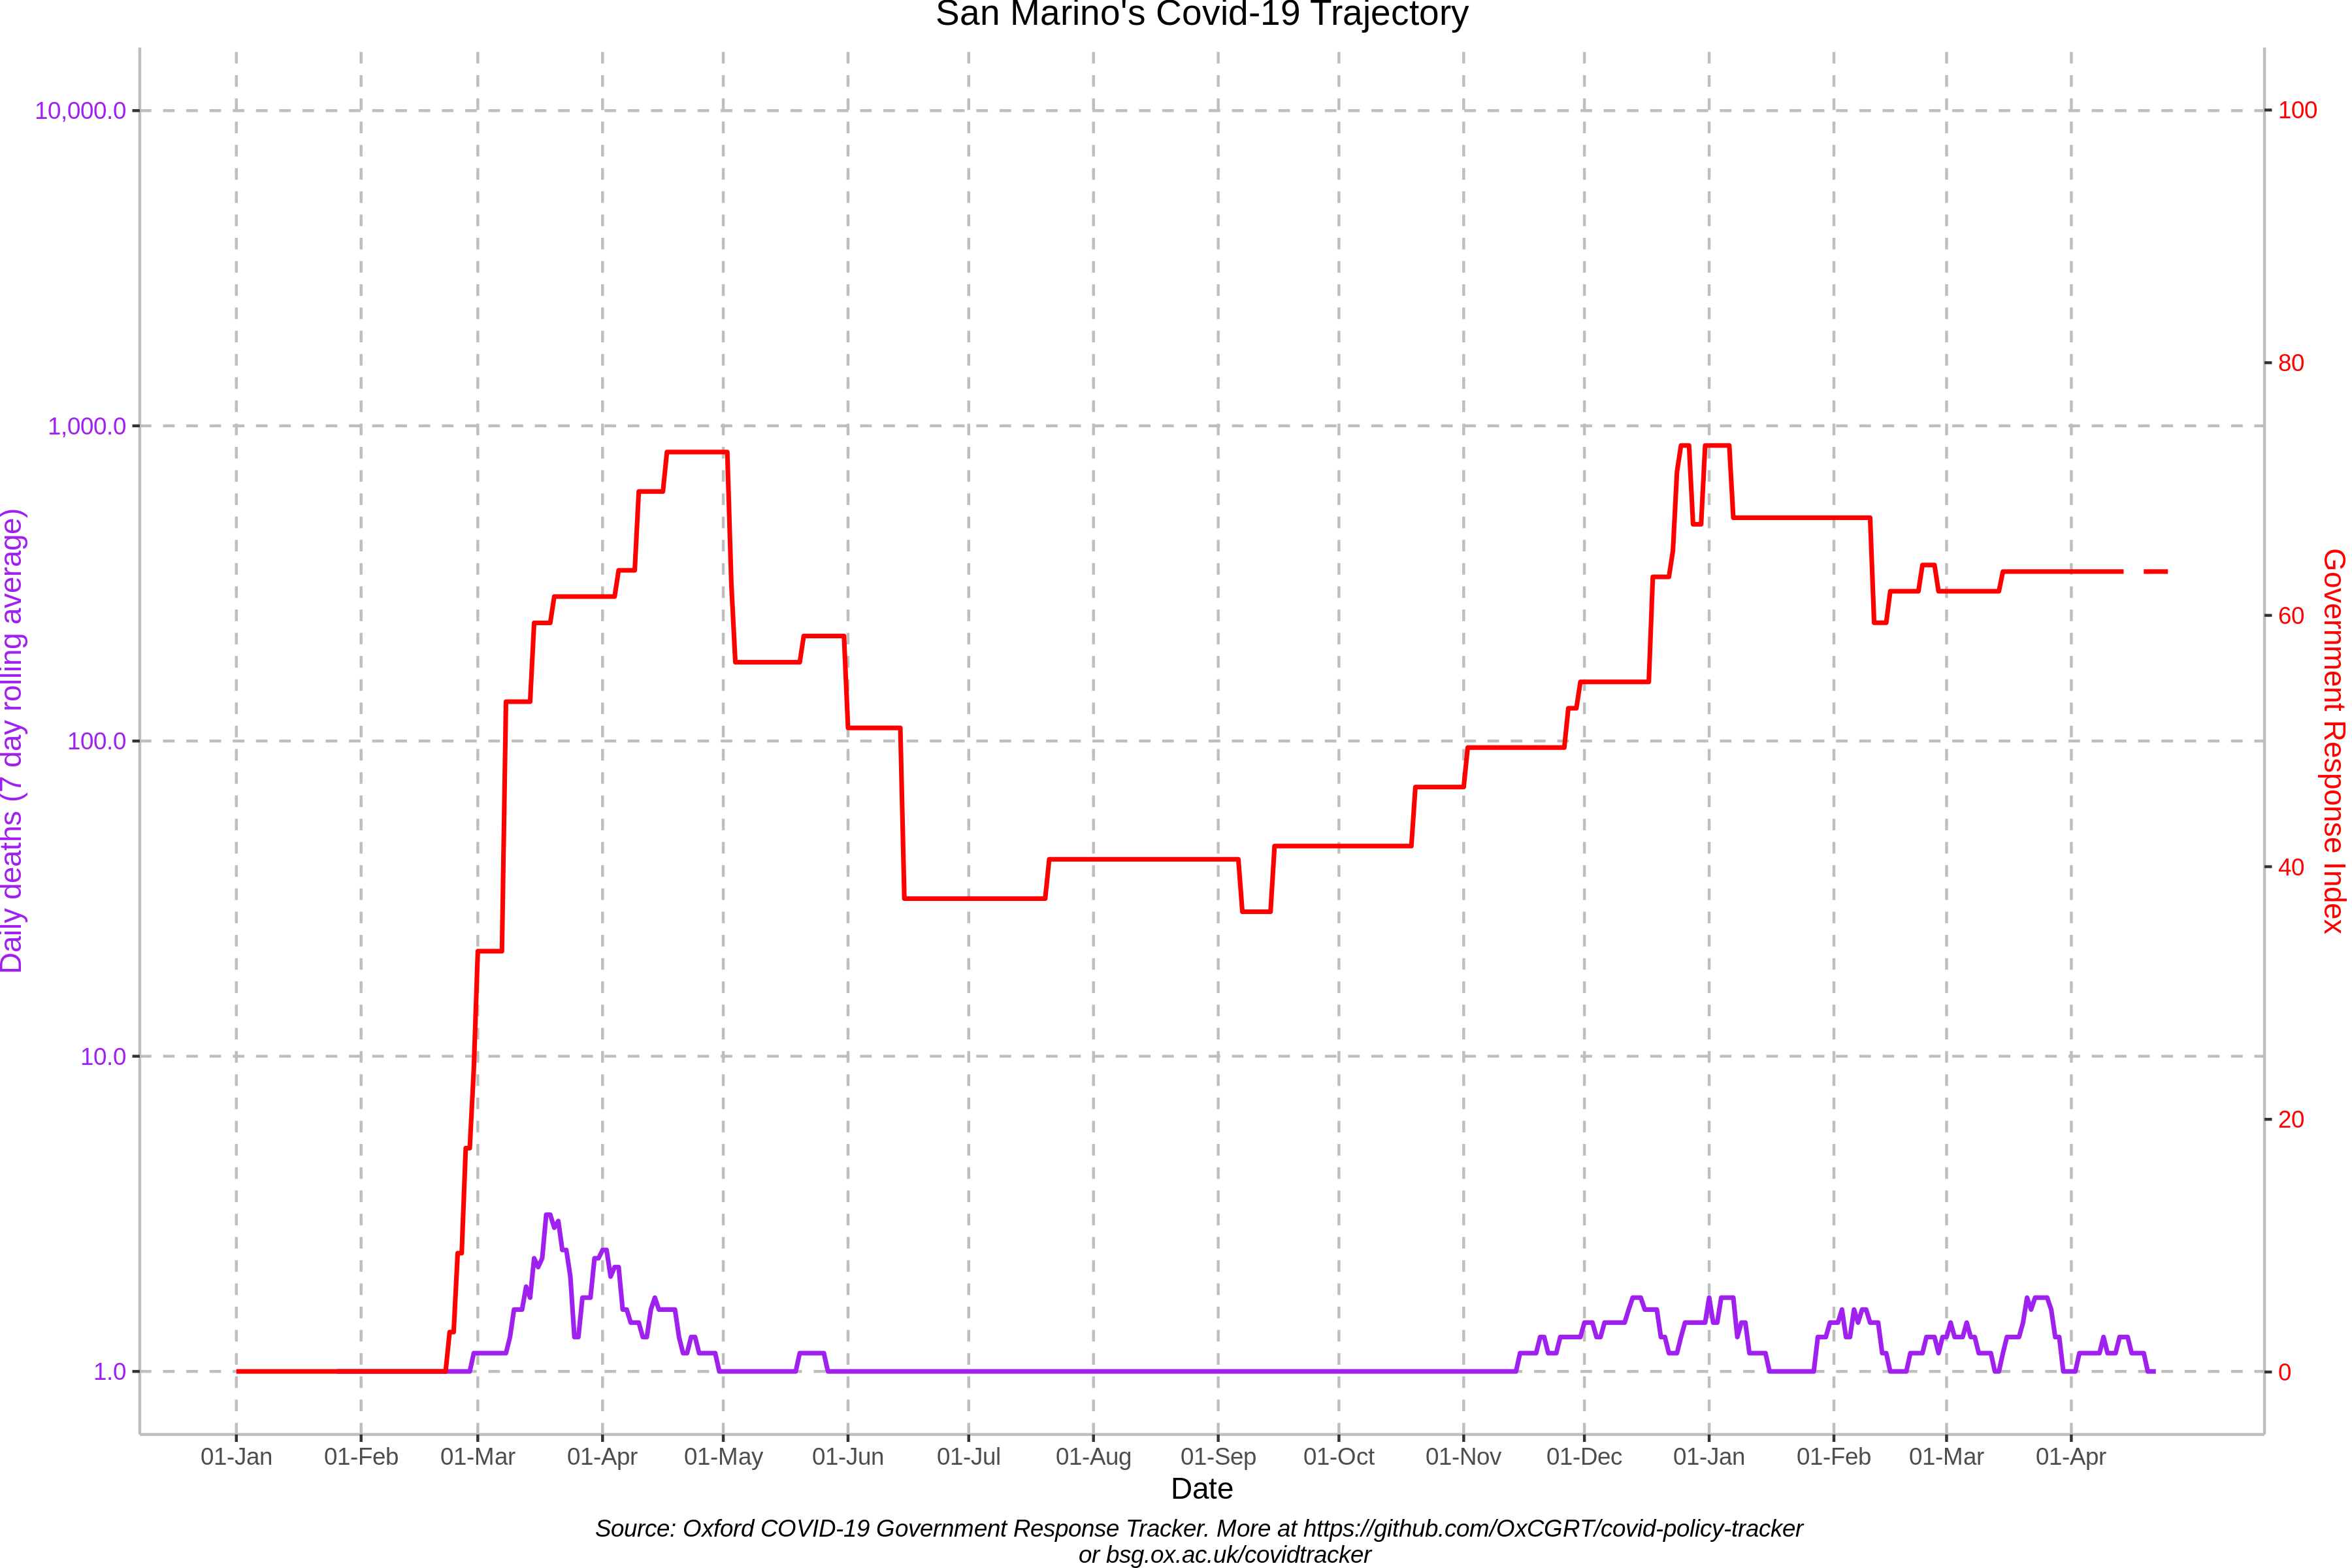 San Marino's Covid-19 Trajectory
10,000.0
1,000.0
100.0
10.0
1.0
Daily deaths (7 day rolling average)
100
80
60
40
20
0
Government Response Index
01-Jan 01-Feb 01-Mar 01-Apr 01-May 01-Jun 01-Jul 01-Aug 01-Sep 01-Oct 01-Nov 01-Dec 01-Jan 01-Feb 01-Mar 01-Apr
Date
Source: Oxford COVID-19 Government Response Tracker. More at https://github.com/OxCGRT/covid-policy-tracker
or bsg.ox.ac.uk/covidtracker